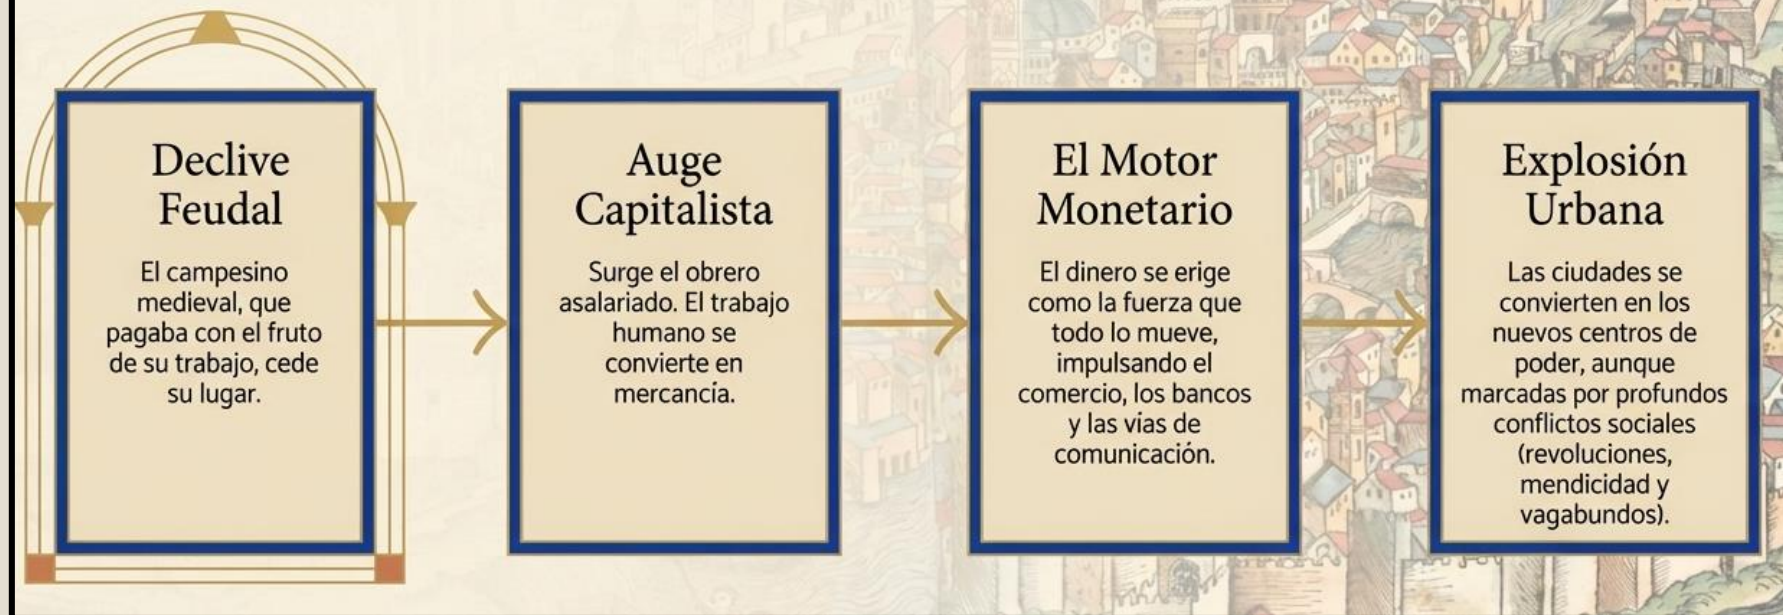 Declive
Feudal
El campesino
medieval, que
pagaba con el fruto
de su trabajo, cede
su lugar.
Auge
Capitalista
Surge el obrero
asalariado. El trabajo
humano se
convierte en
mercancía.
El Motor
Monetario
El dinero se erige
como la fuerza que
todo lo mueve,
impulsando el
comercio, los bancos
y las vías de
comunicación.
Explosión
Urbana
Las ciudades se
convierten en los
nuevos centros de
poder, aunque
marcadas por profundos
conflictos sociales
(revoluciones,
mendicidad y
vagabundos).